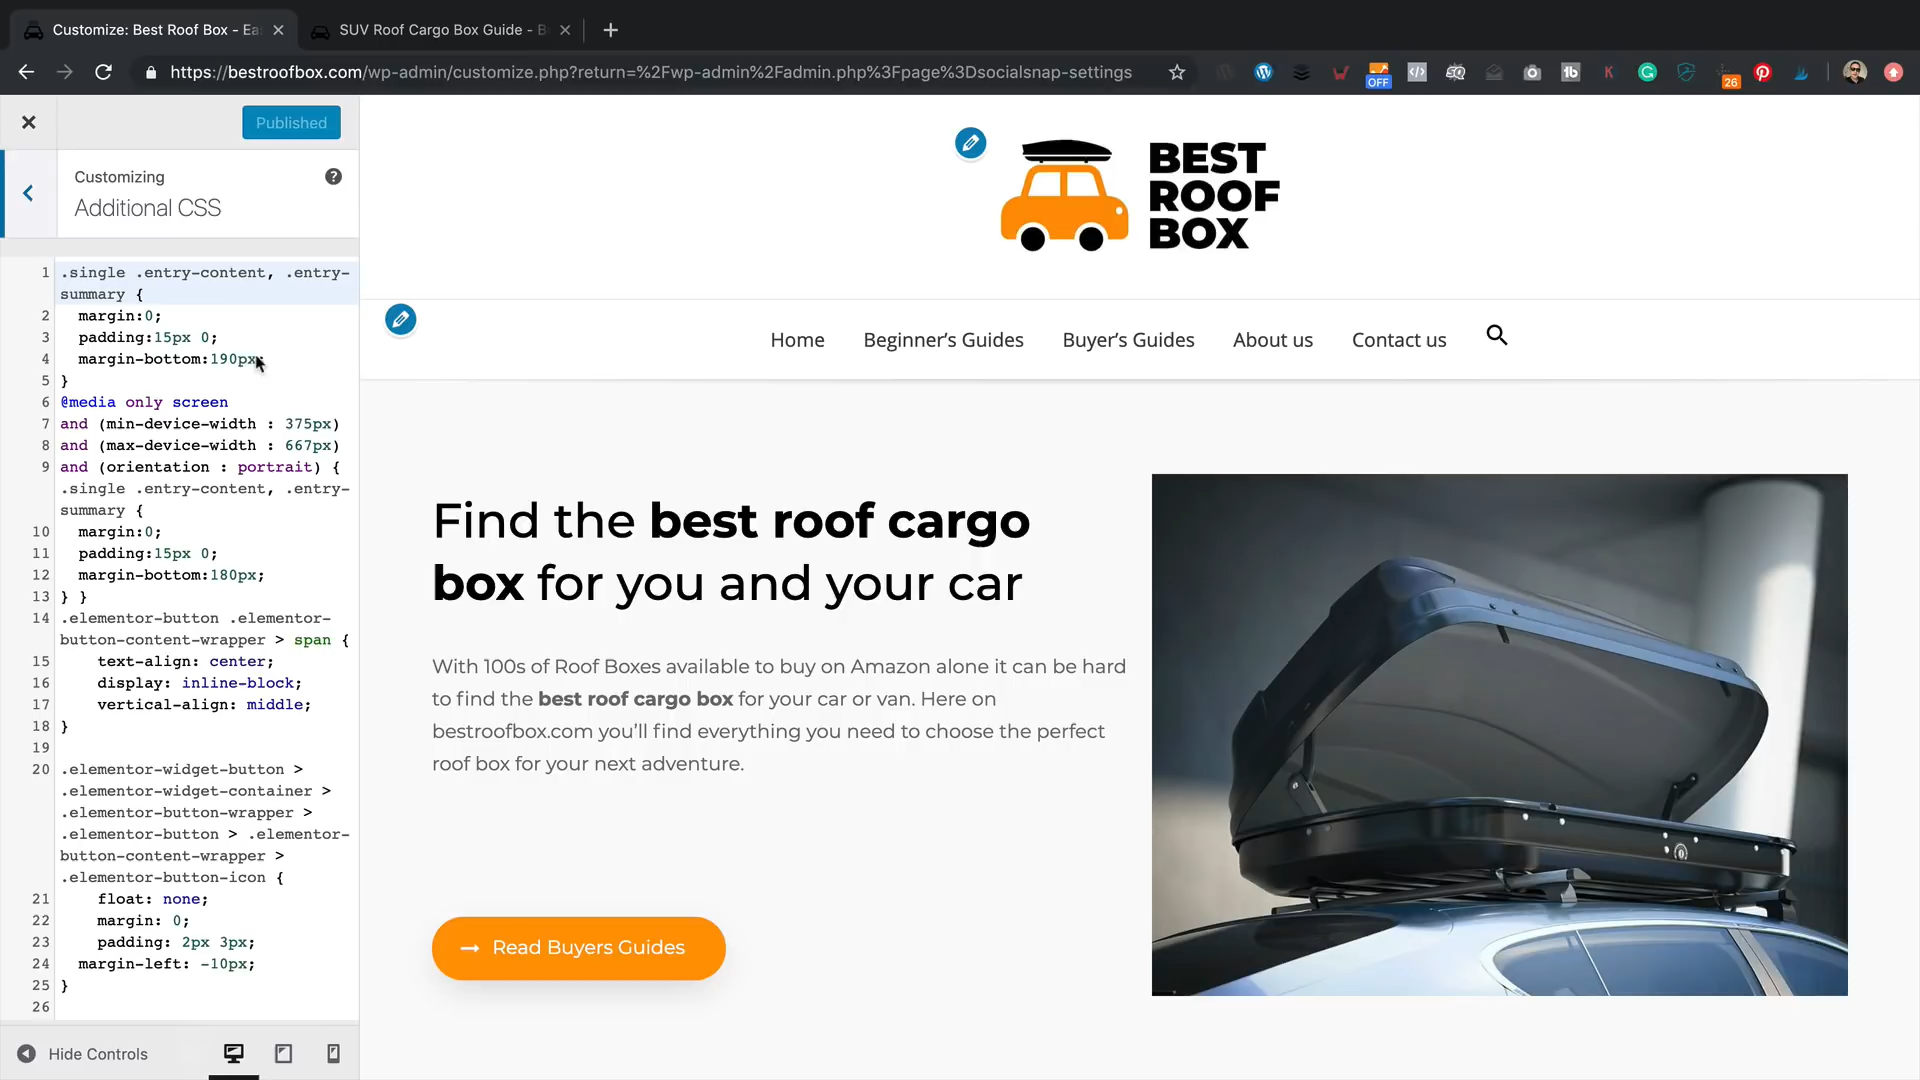 Customize: Best Roof Box - Ea
SUV Roof Cargo Box Guide - B
https://bestroofbox.com/wp-admin/customize.php?return=%2Fwp-admin%2Fadmin.php%3Fpage%3Dsocialsnap-settings
OFF
SQ
tb
K
26
Published
Customizing
Additional CSS
1 .single .entry-content, .entry-
summary {
2 margin:0;
3 padding:15px 0;
4 margin-bottom:190px;
5 }
6 @media only screen
7 and (min-device-width : 375px)
8 and (max-device-width : 667px)
9 and (orientation : portrait) {
.single .entry-content, .entry-
summary {
10 margin:0;
11 padding:15px 0;
12 margin-bottom:180px;
13 } }
14 .elementor-button .elementor-
button-content-wrapper > span {
15 text-align: center;
16 display: inline-block;
17 vertical-align: middle;
18 }
19
20 .elementor-widget-button >
.elementor-widget-container >
.elementor-button-wrapper >
.elementor-button > .elementor-
button-content-wrapper >
.elementor-button-icon {
21 float: none;
22 margin: 0;
23 padding: 2px 3px;
24 margin-left: -10px;
25 }
26
Hide Controls
BEST
ROOF
BOX
Home
Beginner's Guides
Buyer's Guides
About us
Contact us
Find the best roof cargo
box for you and your car
With 100s of Roof Boxes available to buy on Amazon alone it can be hard
to find the best roof cargo box for your car or van. Here on
bestroofbox.com you'll find everything you need to choose the perfect
roof box for your next adventure.
→ Read Buyers Guides